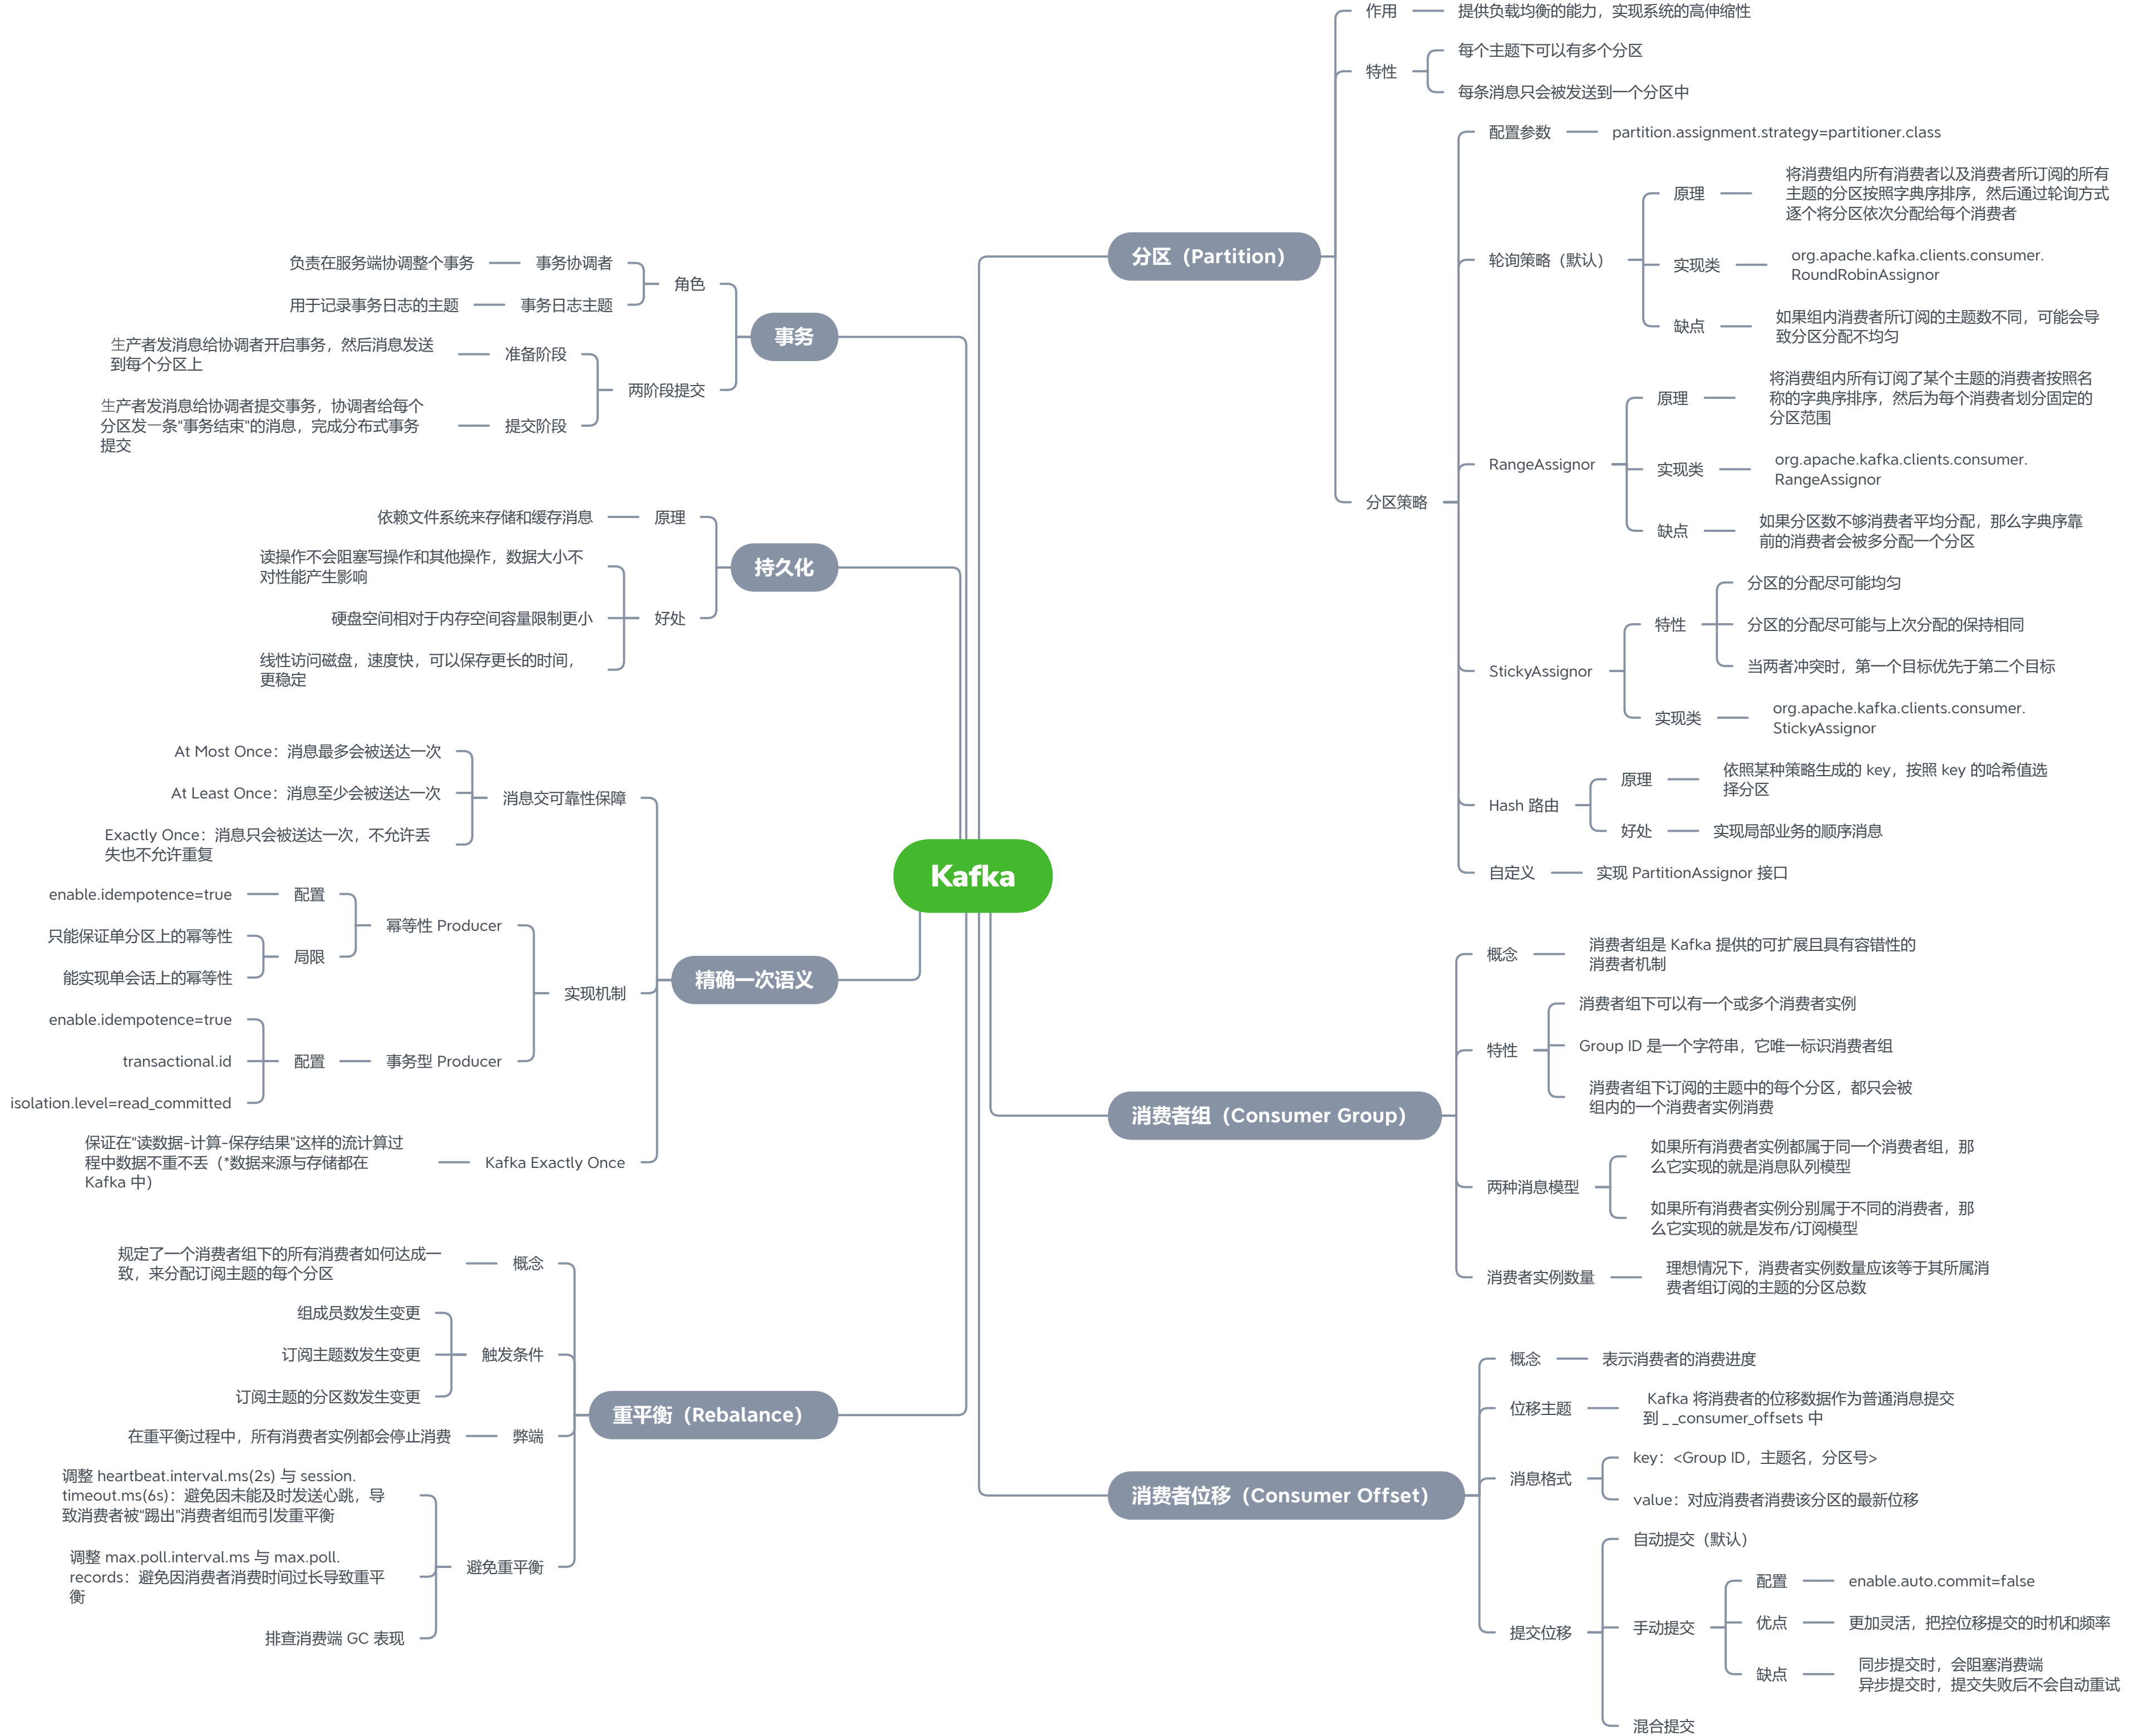 Kafka
分区（Partition）
作用
提供负载均衡的能力，实现系统的高伸缩性
特性
每个主题下可以有多个分区
每条消息只会被发送到一个分区中
分区策略
配置参数
partition.assignment.strategy=partitioner.class
轮询策略（默认）
原理
将消费组内所有消费者以及消费者所订阅的所有
主题的分区按照字典序排序，然后通过轮询方式
逐个将分区依次分配给每个消费者
实现类
org.apache.kafka.clients.consumer.
RoundRobinAssignor
缺点
如果组内消费者所订阅的主题数不同，可能会导
致分区分配不均匀
RangeAssignor
原理
将消费组内所有订阅了某个主题的消费者按照名
称的字典序排序，然后为每个消费者划分固定的
分区范围
实现类
org.apache.kafka.clients.consumer.
RangeAssignor
缺点
如果分区数不够消费者平均分配，那么字典序靠
前的消费者会被多分配一个分区
StickyAssignor
特性
分区的分配尽可能均匀
分区的分配尽可能与上次分配的保持相同
当两者冲突时，第一个目标优先于第二个目标
实现类
org.apache.kafka.clients.consumer.
StickyAssignor
Hash 路由
原理
依照某种策略生成的 key，按照 key 的哈希值选
择分区
好处
实现局部业务的顺序消息
自定义
实现 PartitionAssignor 接口
消费者组（Consumer Group）
概念
消费者组是 Kafka 提供的可扩展且具有容错性的
消费者机制
特性
消费者组下可以有一个或多个消费者实例
Group ID 是一个字符串，它唯一标识消费者组
消费者组下订阅的主题中的每个分区，都只会被
组内的一个消费者实例消费
两种消息模型
如果所有消费者实例都属于同一个消费者组，那
么它实现的就是消息队列模型
如果所有消费者实例分别属于不同的消费者，那
么它实现的就是发布/订阅模型
消费者实例数量
理想情况下，消费者实例数量应该等于其所属消
费者组订阅的主题的分区总数
消费者位移（Consumer Offset）
概念
表示消费者的消费进度
位移主题
Kafka 将消费者的位移数据作为普通消息提交
到 _ _consumer_offsets 中
消息格式
key：<Group ID，主题名，分区号>
value：对应消费者消费该分区的最新位移
提交位移
自动提交（默认）
手动提交
配置
enable.auto.commit=false
优点
更加灵活，把控位移提交的时机和频率
缺点
同步提交时，会阻塞消费端
异步提交时，提交失败后不会自动重试
混合提交
事务
角色
事务协调者
负责在服务端协调整个事务
事务日志主题
用于记录事务日志的主题
两阶段提交
准备阶段
生产者发消息给协调者开启事务，然后消息发送
到每个分区上
提交阶段
生产者发消息给协调者提交事务，协调者给每个
分区发一条"事务结束"的消息，完成分布式事务
提交
持久化
原理
依赖文件系统来存储和缓存消息
好处
读操作不会阻塞写操作和其他操作，数据大小不
对性能产生影响
硬盘空间相对于内存空间容量限制更小
线性访问磁盘，速度快，可以保存更长的时间，
更稳定
精确一次语义
消息交可靠性保障
At Most Once：消息最多会被送达一次
At Least Once：消息至少会被送达一次
Exactly Once：消息只会被送达一次，不允许丢
失也不允许重复
实现机制
幂等性 Producer
配置
enable.idempotence=true
局限
只能保证单分区上的幂等性
能实现单会话上的幂等性
事务型 Producer
配置
enable.idempotence=true
transactional.id
isolation.level=read_committed
Kafka Exactly Once
保证在"读数据-计算-保存结果"这样的流计算过
程中数据不重不丢（*数据来源与存储都在
Kafka 中）
重平衡（Rebalance）
概念
规定了一个消费者组下的所有消费者如何达成一
致，来分配订阅主题的每个分区
触发条件
组成员数发生变更
订阅主题数发生变更
订阅主题的分区数发生变更
弊端
在重平衡过程中，所有消费者实例都会停止消费
避免重平衡
调整 heartbeat.interval.ms(2s) 与 session.
timeout.ms(6s)：避免因未能及时发送心跳，导
致消费者被"踢出"消费者组而引发重平衡
调整 max.poll.interval.ms 与 max.poll.
records：避免因消费者消费时间过长导致重平
衡
排查消费端 GC 表现